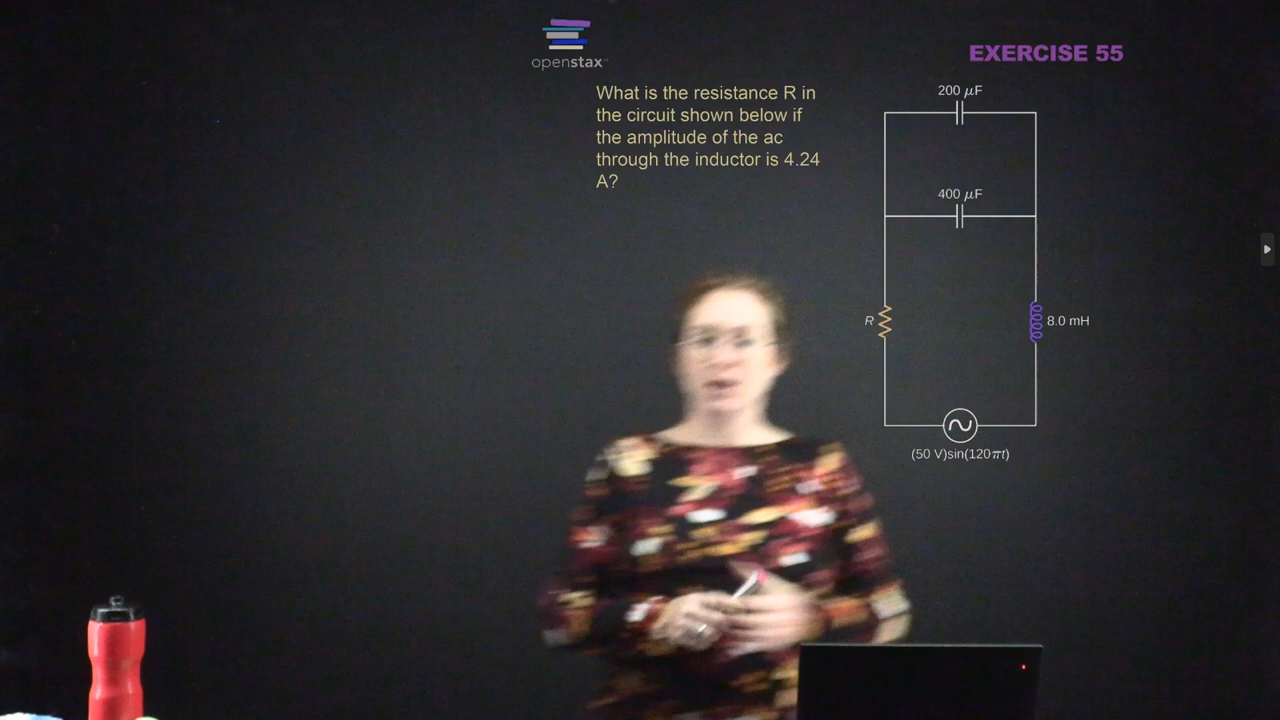 openstax™
EXERCISE 55
What is the resistance R in
the circuit shown below if
the amplitude of the ac
through the inductor is 4.24
A?
200 μF
400 μF
R
8.0 mH
(50 V)sin(120πt)